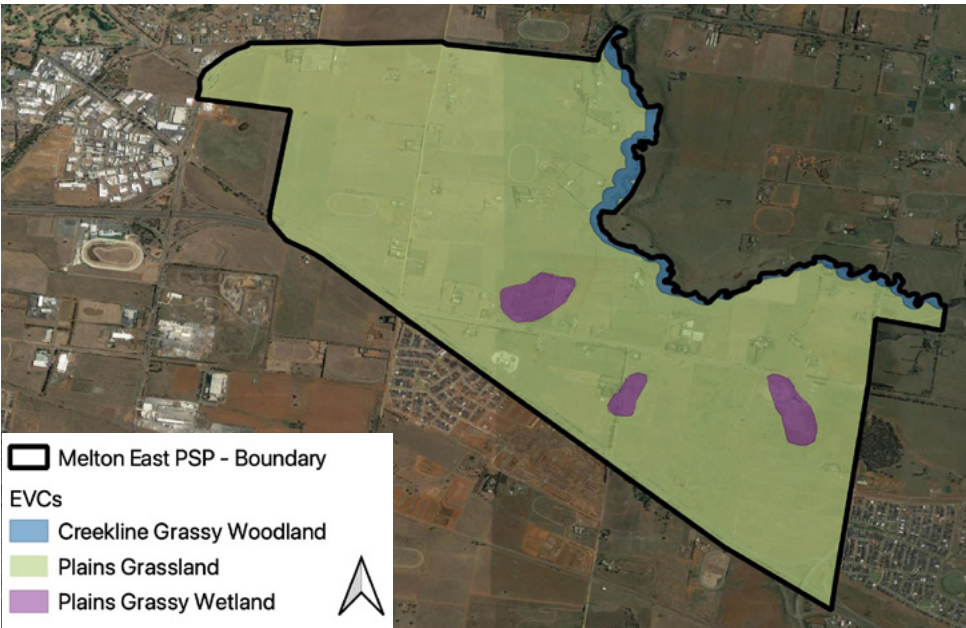 Melton East PSP - Boundary
EVCs
Creekline Grassy Woodland
Plains Grassland
Plains Grassy Wetland